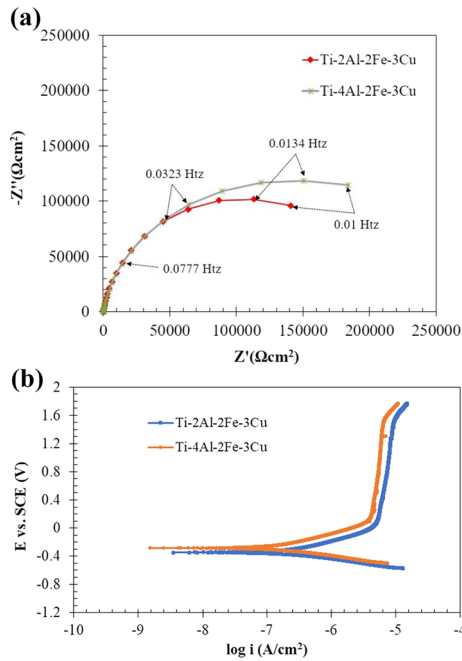 (a)
250000
200000
150000
100000
50000
0
-Z''(Ωcm2)
Ti-2Al-2Fe-3Cu
Ti-4Al-2Fe-3Cu
0.0134 Htz
0.0323 Htz
0.01 Htz
0.0777 Htz
0 50000 100000 150000 200000 250000
Z'(Ωcm2)
(b)
2
1.6
1.2
0.8
0.4
0
-0.4
-0.8
-1.2
E vs. SCE (V)
Ti-2Al-2Fe-3Cu
Ti-4Al-2Fe-3Cu
-10 -9 -8 -7 -6 -5 -4
log i (A/cm²)